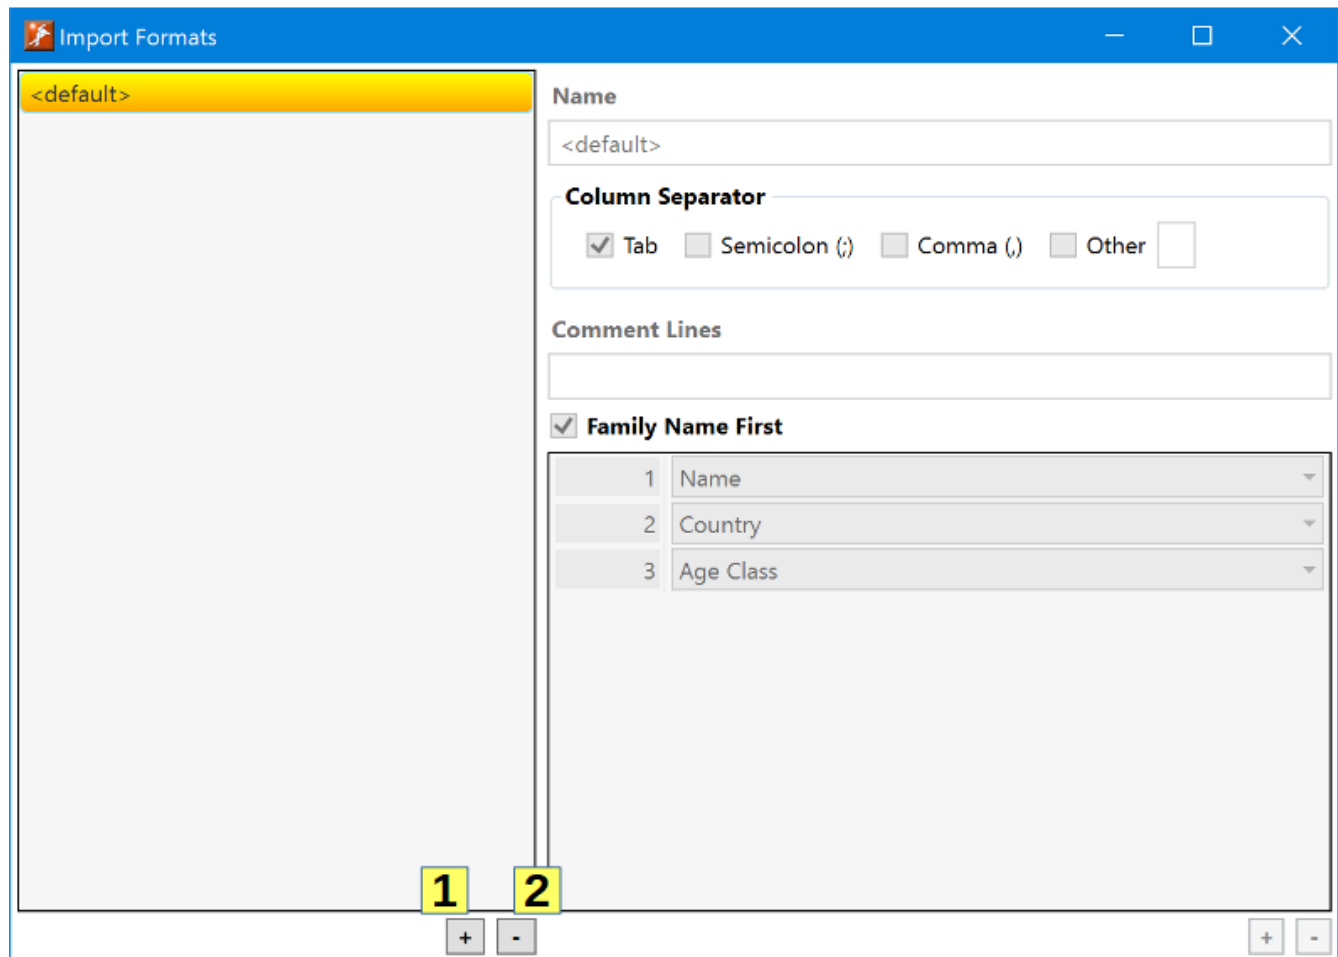 Import Formats
<default>
Name
<default>
Column Separator
Tab Semicolon (;) Comma (,) Other
Comment Lines
Family Name First
1 Name
2 Country
3 Age Class
1 2
+ - + -